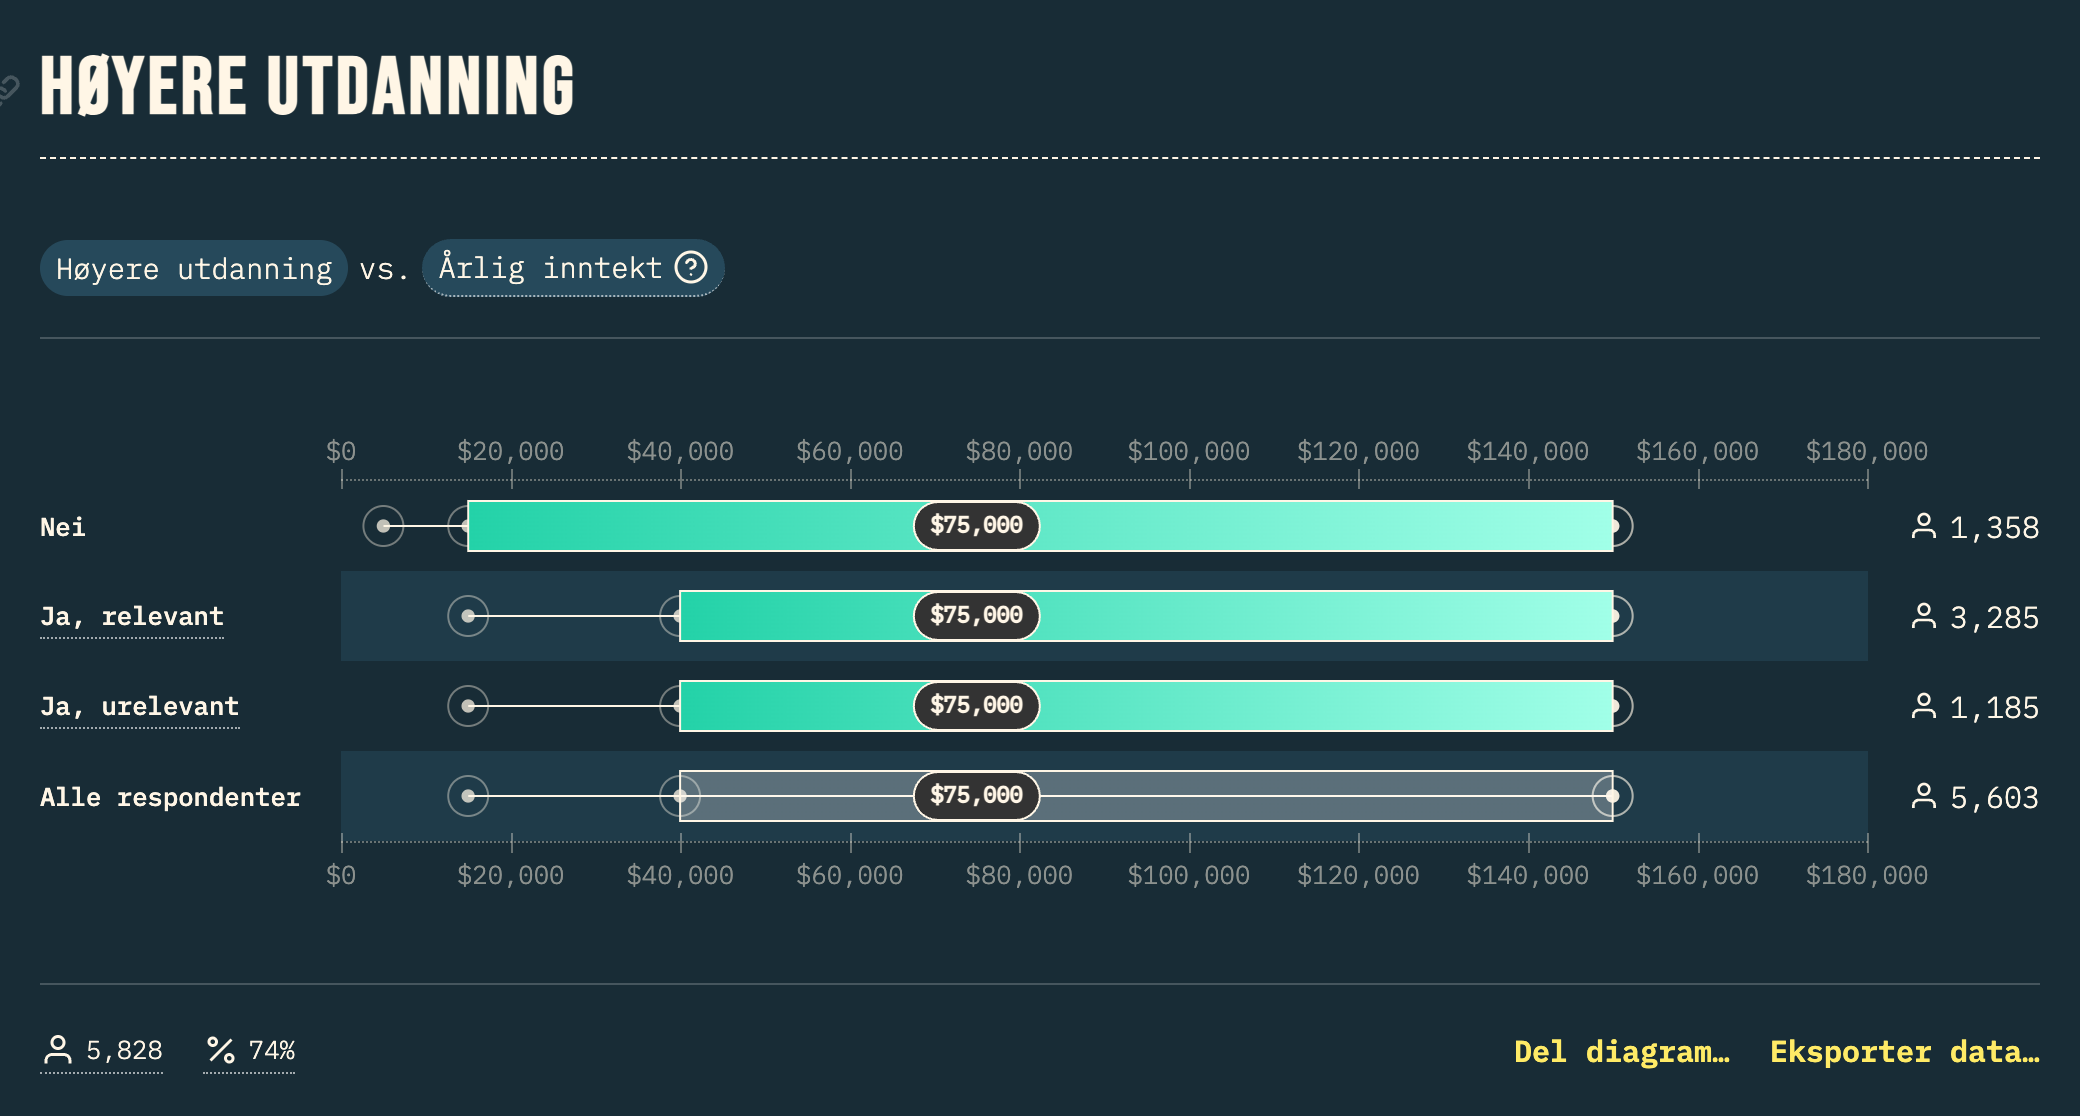 HØYERE UTDANNING
Høyere utdanning vs. Årlig inntekt ?
$0 $20,000 $40,000 $60,000 $80,000 $100,000 $120,000 $140,000 $160,000 $180,000
Nei $75,000 1,358
Ja, relevant $75,000 3,285
Ja, urelevant $75,000 1,185
Alle respondenter $75,000 5,603
$0 $20,000 $40,000 $60,000 $80,000 $100,000 $120,000 $140,000 $160,000 $180,000
5,828 % 74% Del diagram… Eksporter data…